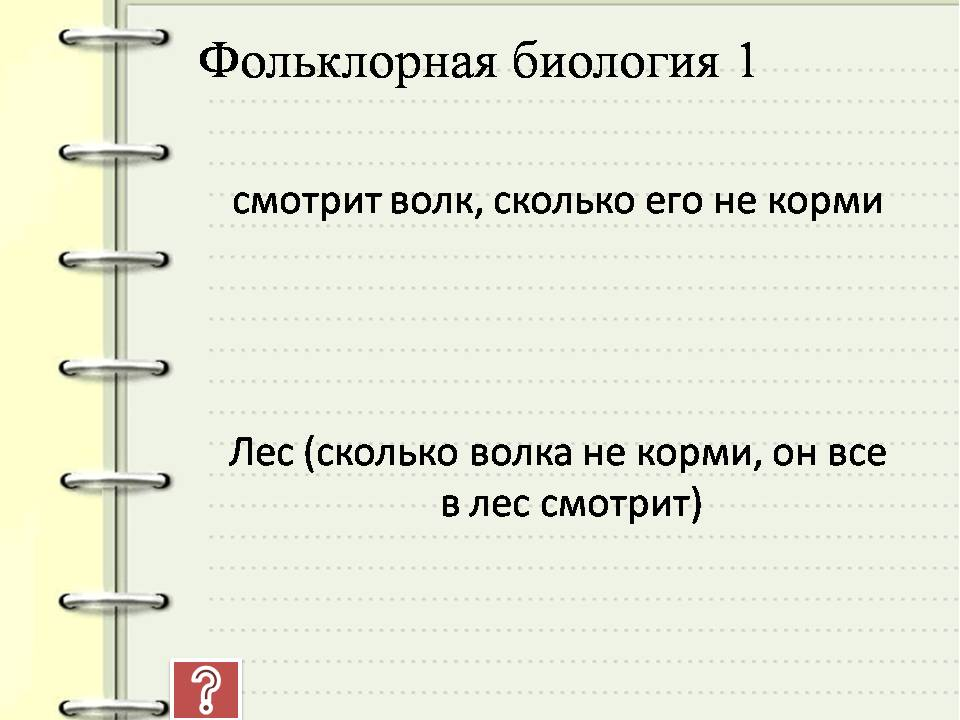 Фольклорная биология 1
смотрит волк, сколько его не корми
Лес (сколько волка не корми, он все
в лес смотрит)
?